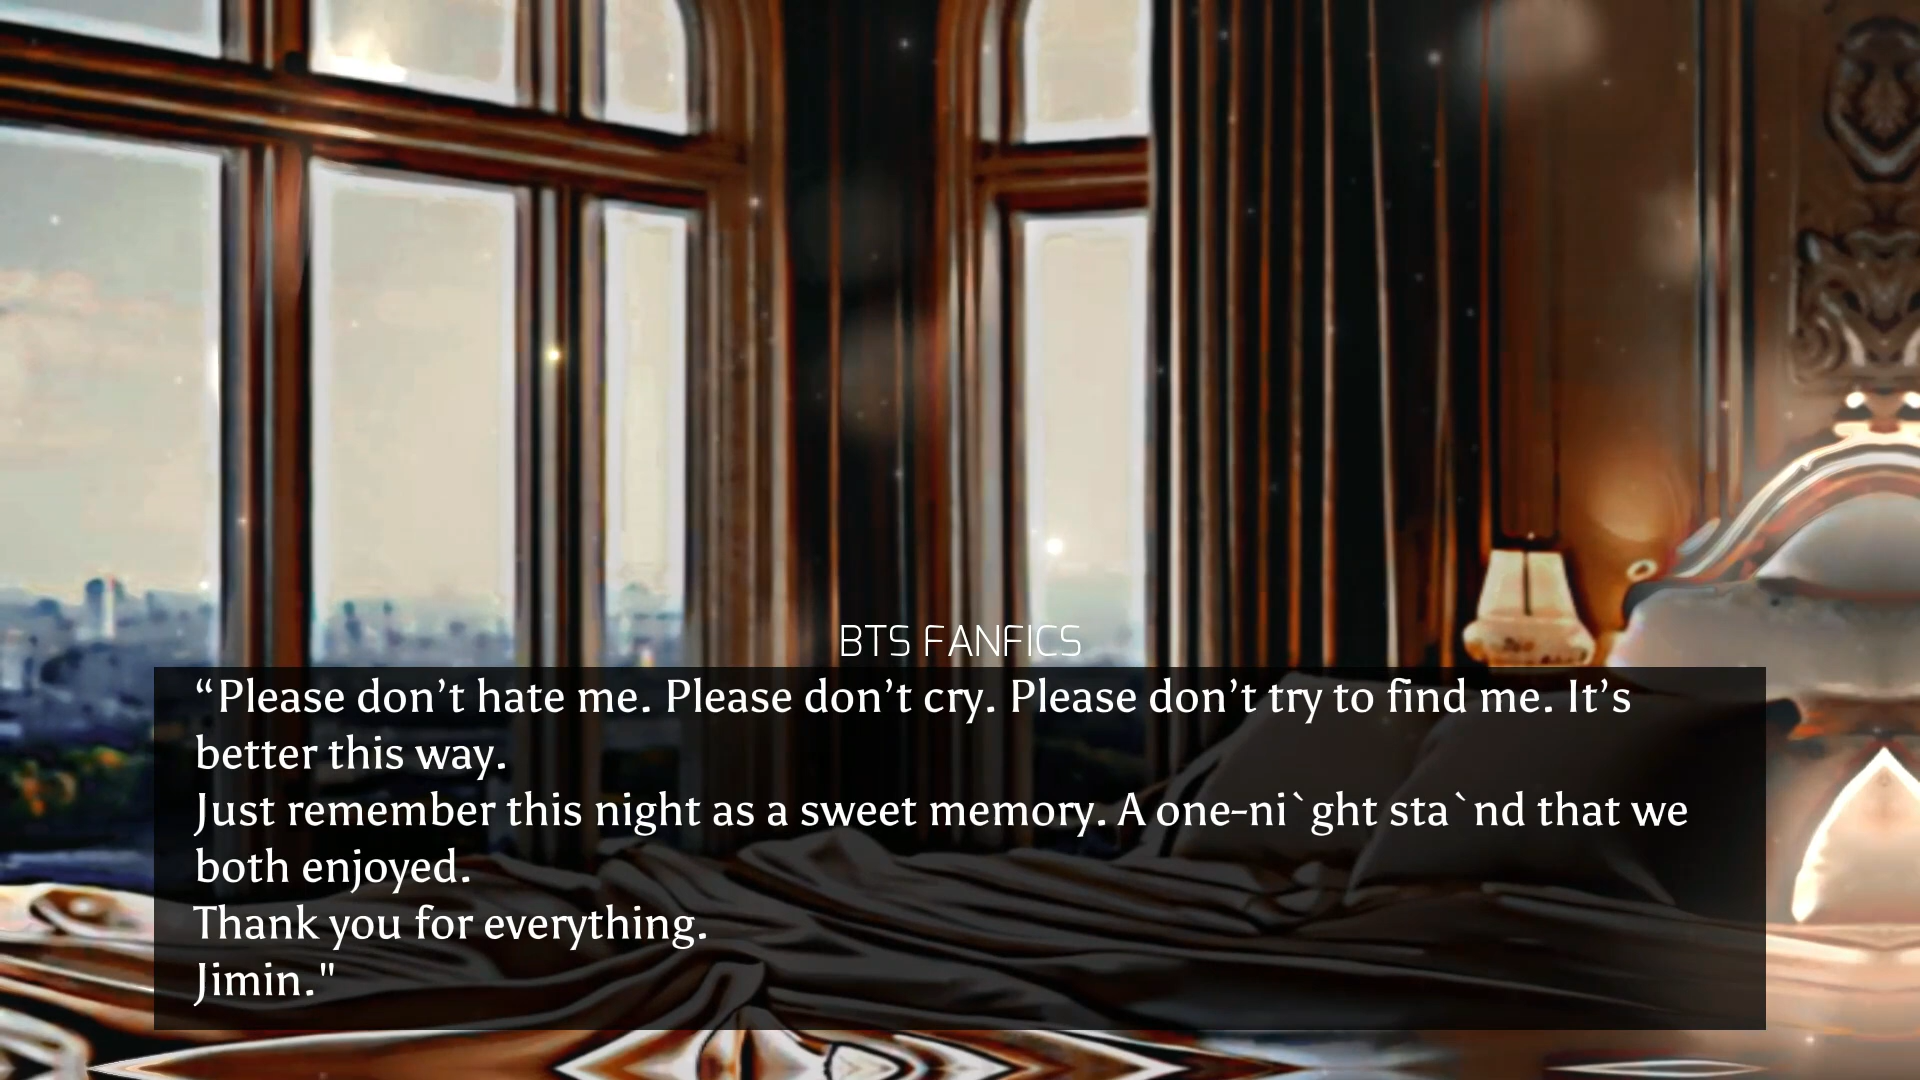 BTS FANFICS
“Please don’t hate me. Please don’t cry. Please don’t try to find me. It’s
better this way.
Just remember this night as a sweet memory. A one-ni`ght sta`nd that we
both enjoyed.
Thank you for everything.
Jimin."